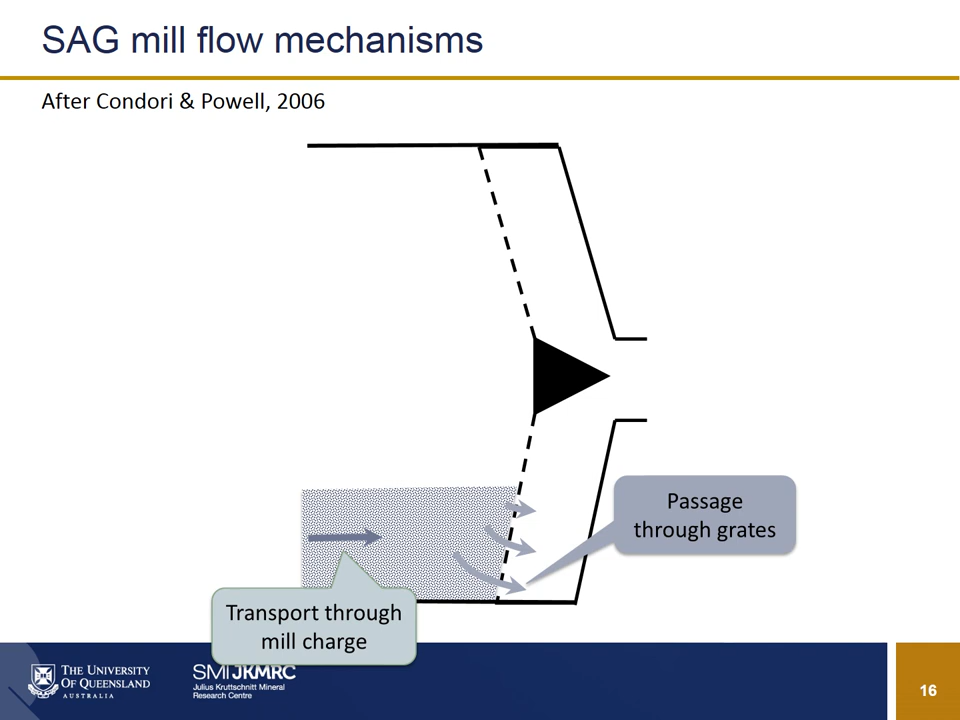 SAG mill flow mechanisms
After Condori & Powell, 2006
Passage
through grates
Transport through
mill charge
THE UNIVERSITY
OF QUEENSLAND
AUSTRALIA
SMI JKMRC
Julius Kruttschnitt Mineral
Research Centre
16